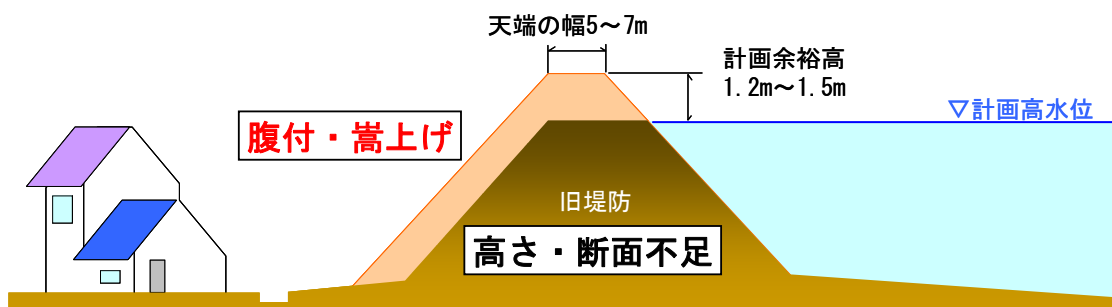 天端の幅5～7m
計画余裕高
1.2m～1.5m
▽計画高水位
腹付・嵩上げ
旧堤防
高さ・断面不足